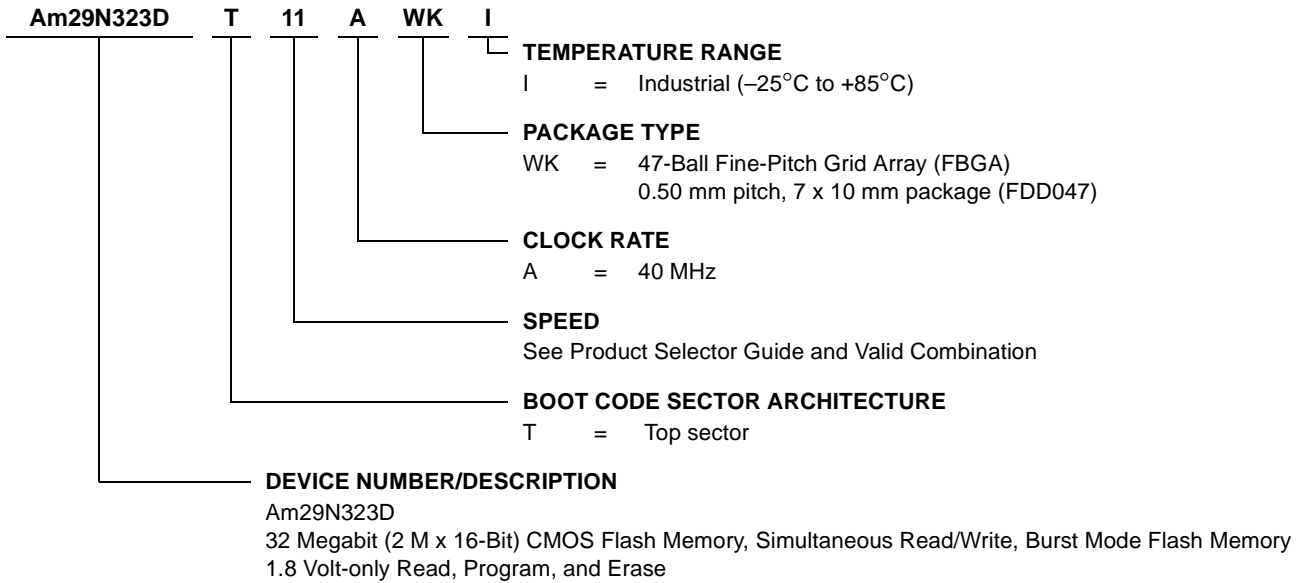 Am29N323D T 11 A WK I
TEMPERATURE RANGE
I = Industrial (–25°C to +85°C)
PACKAGE TYPE
WK = 47-Ball Fine-Pitch Grid Array (FBGA)
0.50 mm pitch, 7 x 10 mm package (FDD047)
CLOCK RATE
A = 40 MHz
SPEED
See Product Selector Guide and Valid Combination
BOOT CODE SECTOR ARCHITECTURE
T = Top sector
DEVICE NUMBER/DESCRIPTION
Am29N323D
32 Megabit (2 M x 16-Bit) CMOS Flash Memory, Simultaneous Read/Write, Burst Mode Flash Memory
1.8 Volt-only Read, Program, and Erase